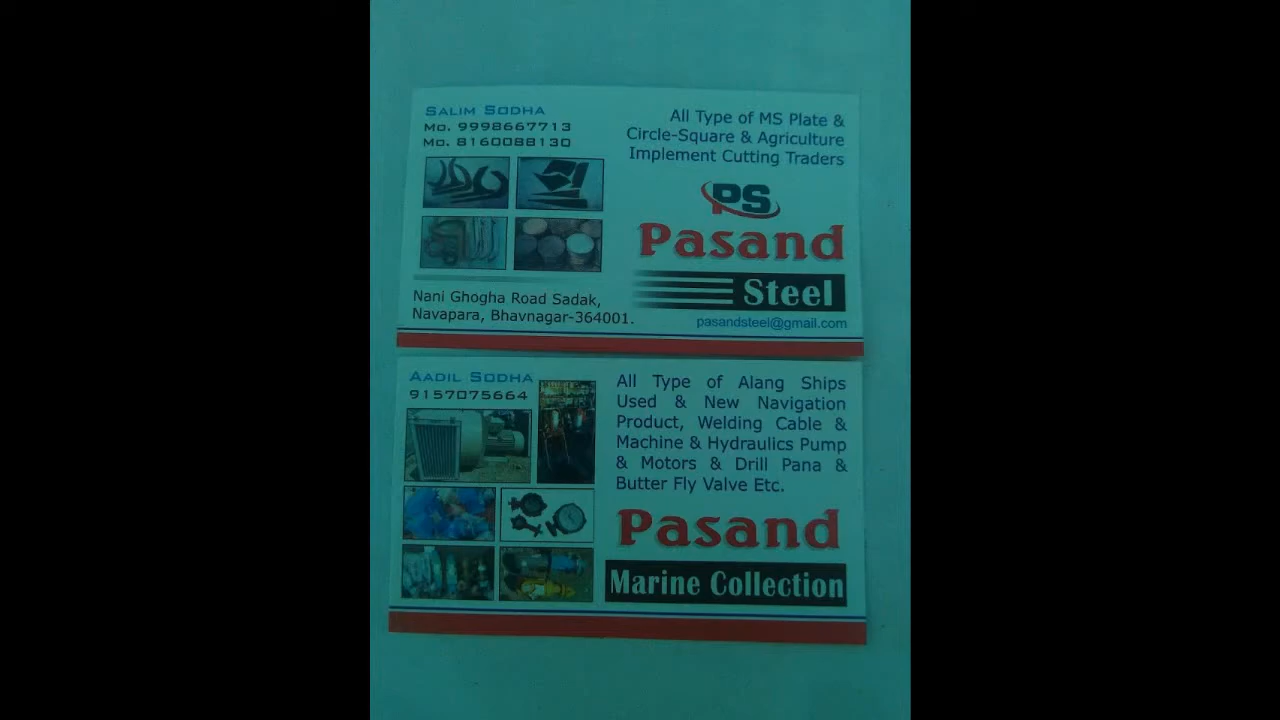 Salim Sodha
Mo. 9998667713
Mo. 8160088130
All Type of MS Plate &
Circle-Square & Agriculture
Implement Cutting Traders
PS
Pasand
Steel
Nani Ghogha Road Sadak,
Navapara, Bhavnagar-364001.
pasandsteel@gmail.com
Aadil Sodha
9157075664
All Type of Alang Ships
Used & New Navigation
Product, Welding Cable &
Machine & Hydraulics Pump
& Motors & Drill Pana &
Butter Fly Valve Etc.
Pasand
Marine Collection